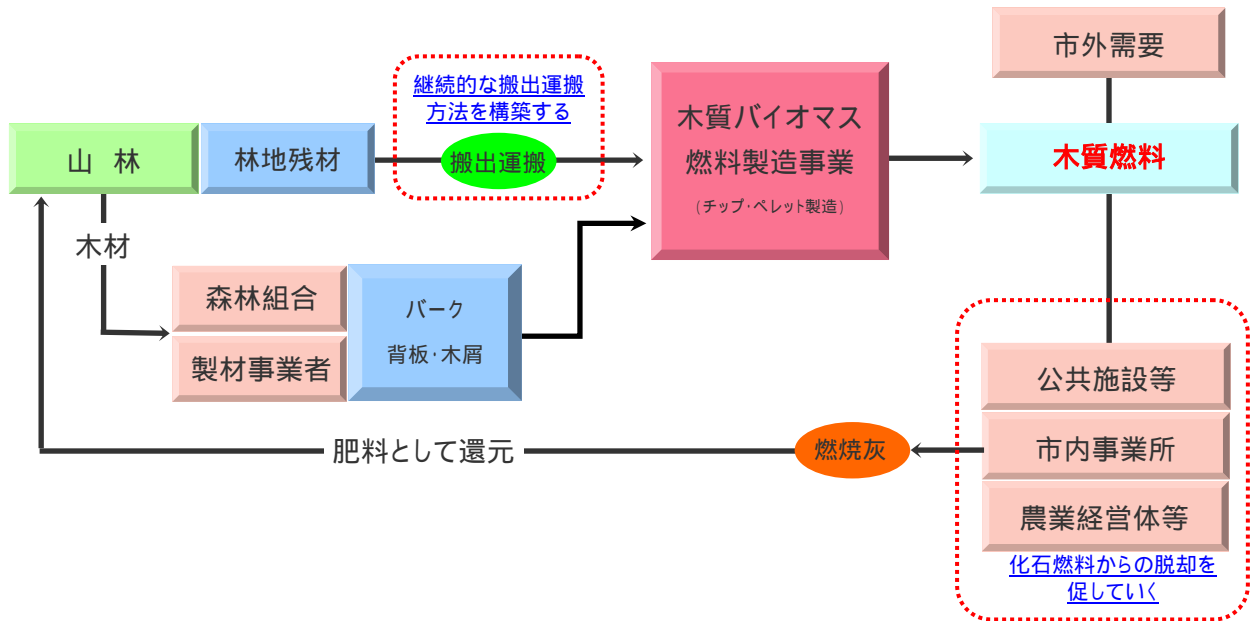 市外需要
継続的な搬出運搬
方法を構築する
木質バイオマス
燃料製造事業
(チップ・ペレット製造)
山 林
林地残材
搬出運搬
木質燃料
木材
森林組合
製材事業者
バーク
背板・木屑
公共施設等
市内事業所
農業経営体等
化石燃料からの脱却を
促していく
燃焼灰
肥料として還元